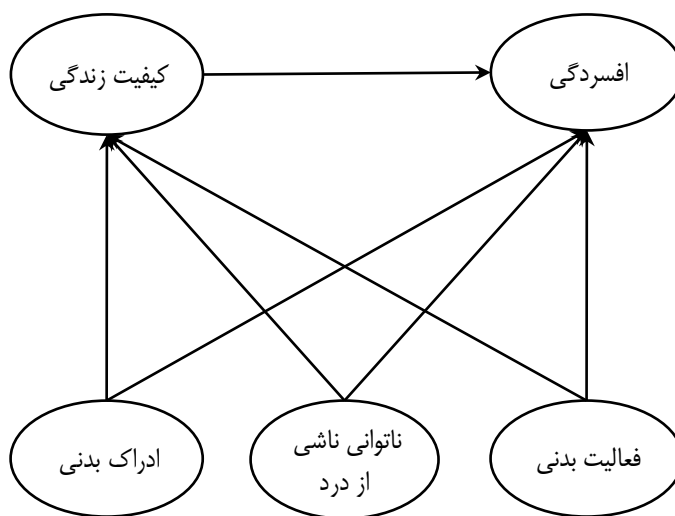 افسردگی
کیفیت زندگی
فعالیت بدنی
ناتوانی ناشی
از درد
ادراک بدنی